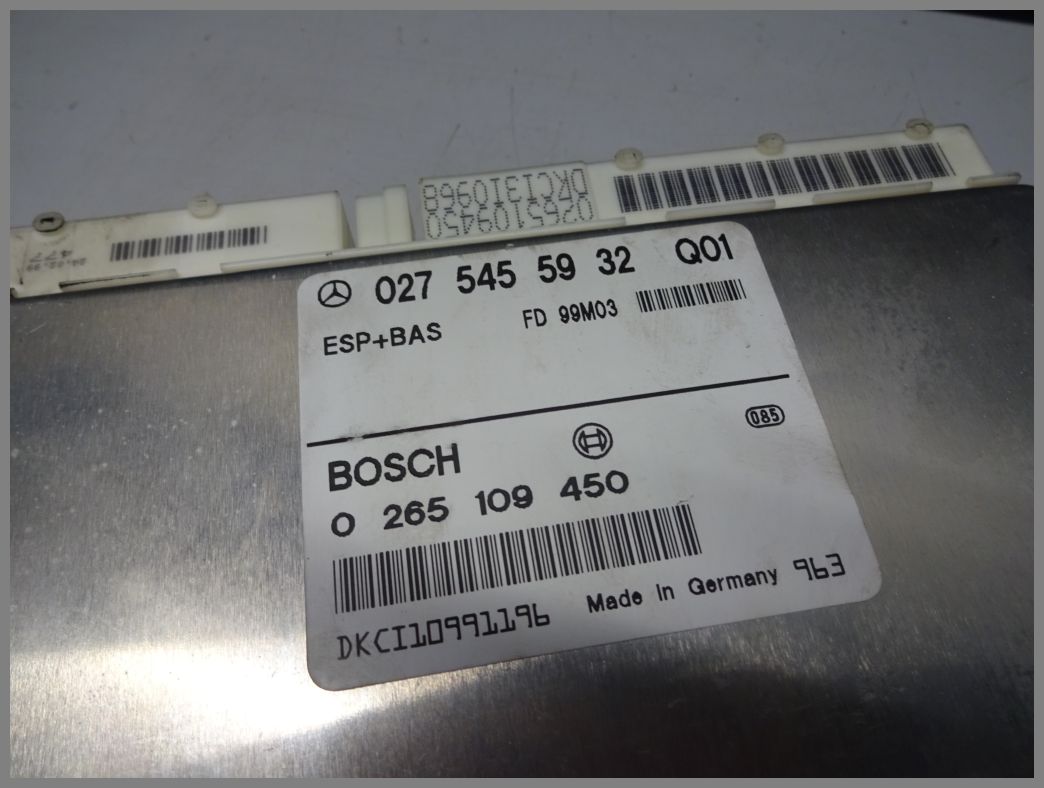 027 545 59 32 Q01
ESP+BAS FD 99M03
085
BOSCH
0 265 109 450
DKCI10991196 Made in Germany 963
0265109450
DKCI310968